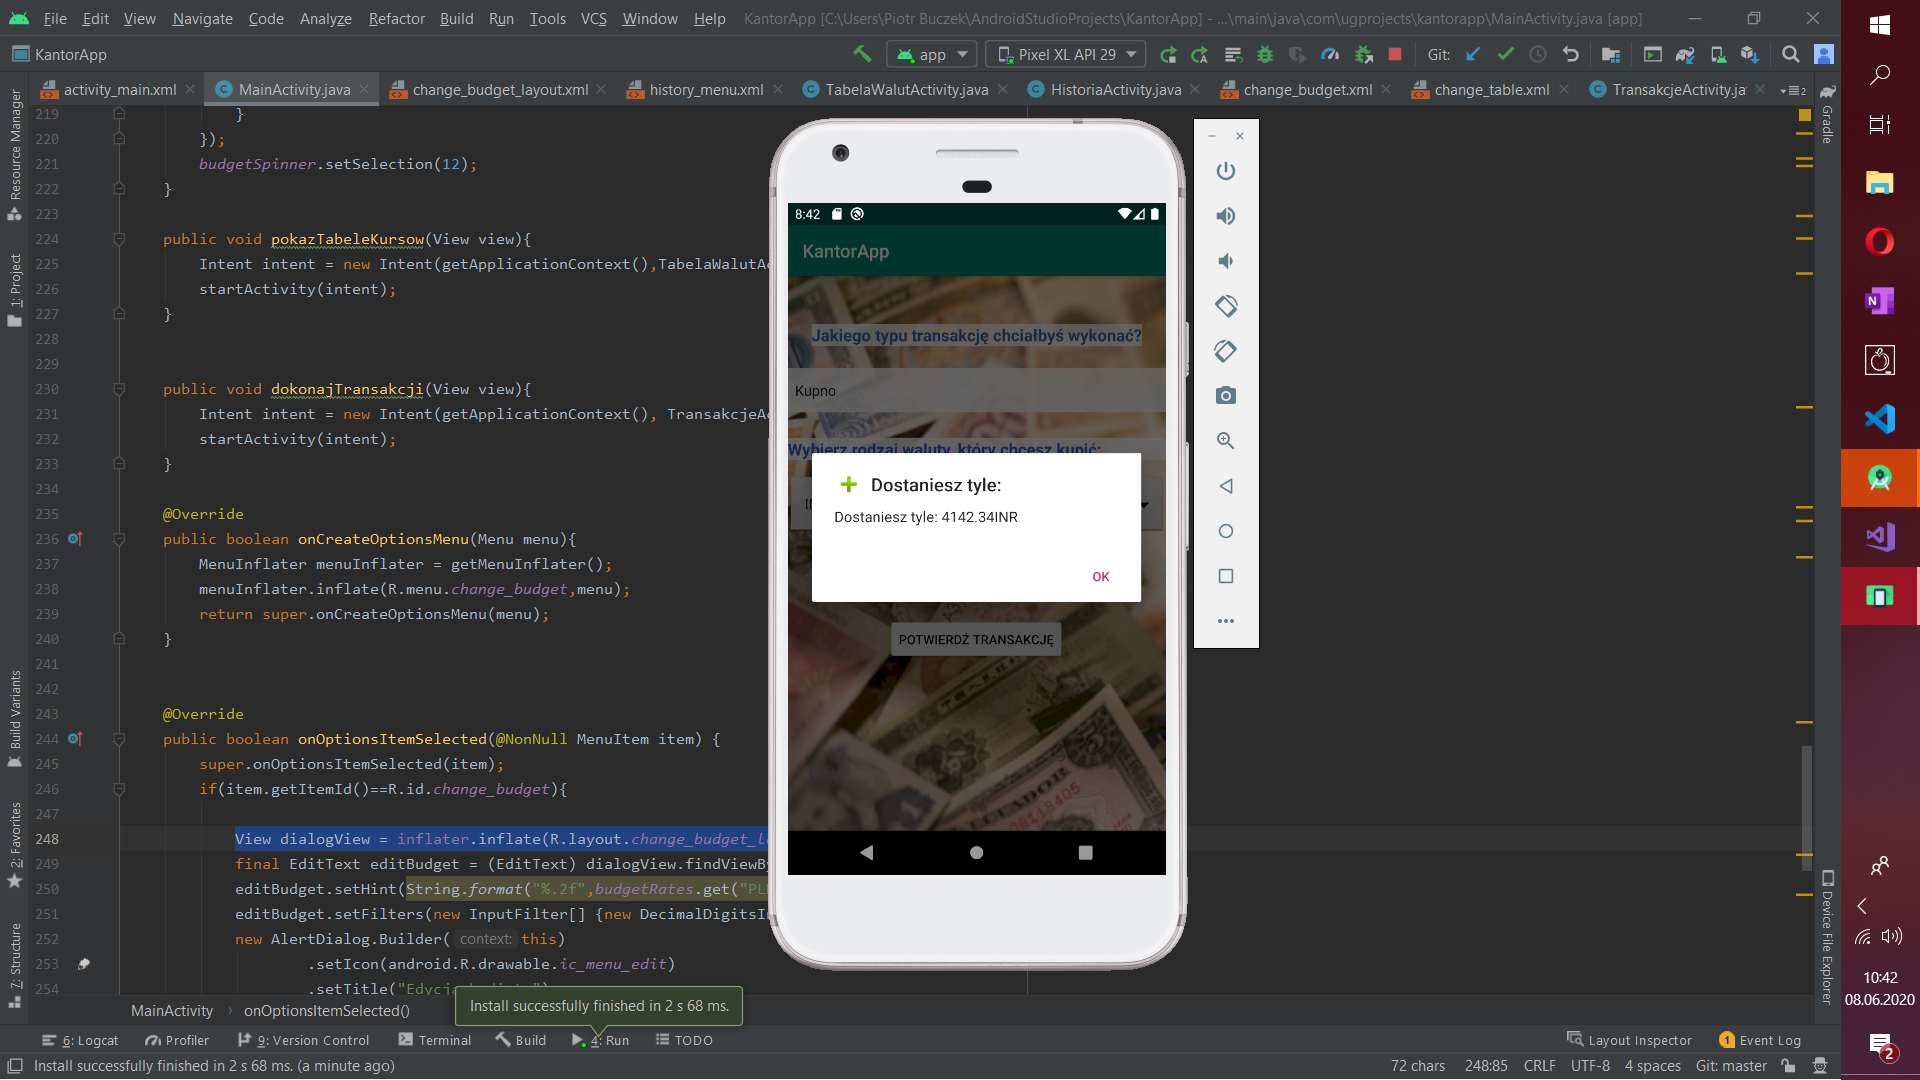 File Edit View Navigate Code Analyze Refactor Build Run Tools VCS Window Help KantorApp [C:\Users\Piotr Buczek\AndroidStudioProjects\KantorApp] - ...\main\java\com\ugprojects\kantorapp\MainActivity.java [app]
KantorApp
app
Pixel XL API 29
Git:
activity_main.xml MainActivity.java change_budget_layout.xml history_menu.xml TabelaWalutActivity.java HistoriaActivity.java change_budget.xml change_table.xml TransakcjeActivity.ja
2
Resource Manager
1: Project
Build Variants
2: Favorites
7: Structure
Gradle
Device File Explorer
219 }
220 });
221 budgetSpinner.setSelection(12);
222 }
223
224 public void pokazTabeleKursow(View view){
225 Intent intent = new Intent(getApplicationContext(),TabelaWalutAc
226 startActivity(intent);
227 }
228
229
230 public void dokonajTransakcji(View view){
231 Intent intent = new Intent(getApplicationContext(), TransakcjeAc
232 startActivity(intent);
233 }
234
235 @Override
236 public boolean onCreateOptionsMenu(Menu menu){
237 MenuInflater menuInflater = getMenuInflater();
238 menuInflater.inflate(R.menu.change_budget,menu);
239 return super.onCreateOptionsMenu(menu);
240 }
241
242
243 @Override
244 public boolean onOptionsItemSelected(@NonNull MenuItem item) {
245 super.onOptionsItemSelected(item);
246 if(item.getItemId()==R.id.change_budget){
247
248 View dialogView = inflater.inflate(R.layout.change_budget_l
249 final EditText editBudget = (EditText) dialogView.findViewBy
250 editBudget.setHint(String.format("%.2f",budgetRates.get("PL
251 editBudget.setFilters(new InputFilter[] {new DecimalDigitsIn
252 new AlertDialog.Builder( context: this)
253 .setIcon(android.R.drawable.ic_menu_edit)
254 .setTitle("Edycja
8:42
KantorApp
Jakiego typu transakcję chciałbyś wykonać?
Kupno
Wybierz rodzaj waluty, który chcesz kupić:
Dostaniesz tyle:
Dostaniesz tyle: 4142.34INR
OK
POTWIERDŹ TRANSAKCJĘ
MainActivity › onOptionsItemSelected()
Install successfully finished in 2 s 68 ms.
6: Logcat Profiler 9: Version Control Terminal Build 4: Run TODO Layout Inspector 1 Event Log
Install successfully finished in 2 s 68 ms. (a minute ago) 72 chars 248:85 CRLF UTF-8 4 spaces Git: master
10:42
08.06.2020
2